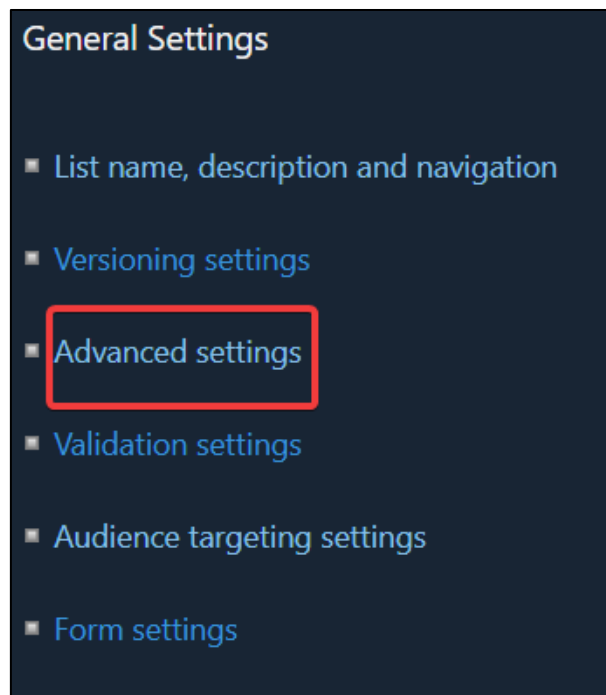 General Settings
List name, description and navigation
Versioning settings
Advanced settings
Validation settings
Audience targeting settings
Form settings